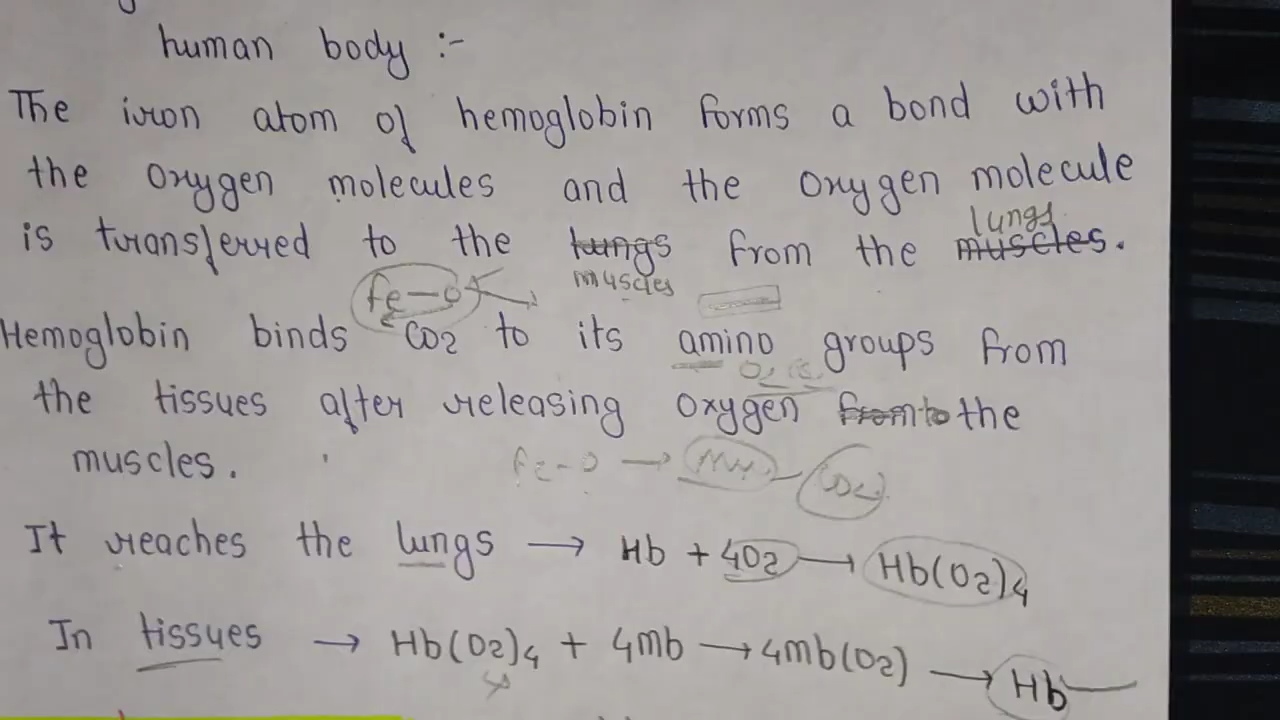 human body :-
The iron atom of hemoglobin forms a bond with
the oxygen molecules and the oxygen molecule
lungs
is transferred to the lungs from the muscles.
muscles
Fe-O
Hemoglobin binds CO2 to its amino groups from
the tissues after releasing oxygen from to the
muscles.
Fe-O →
CO2
It reaches the lungs → Hb + 4O2 → Hb(O2)4
In tissues → Hb(O2)4 + 4mb → 4mb(O2) → Hb